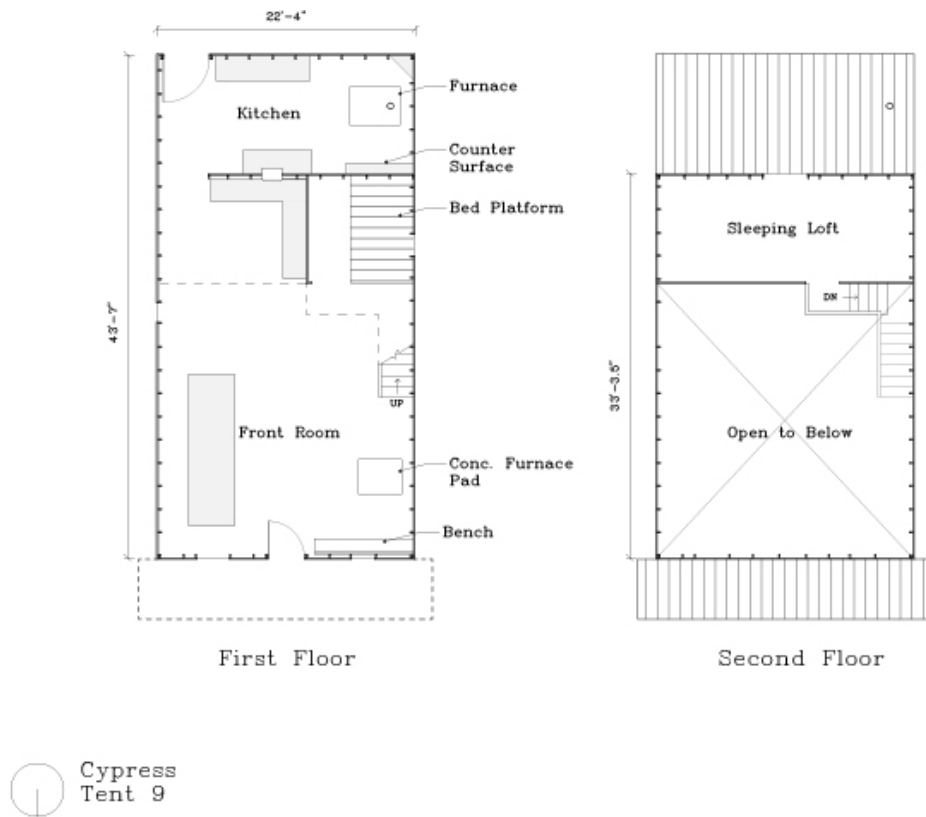 22'-4"
Furnace
Kitchen
Counter
Surface
Bed Platform
Sleeping Loft
DN
43'-7"
33'-3.5"
UP
Front Room
Open to Below
Conc. Furnace
Pad
Bench
First Floor
Second Floor
Cypress
Tent 9